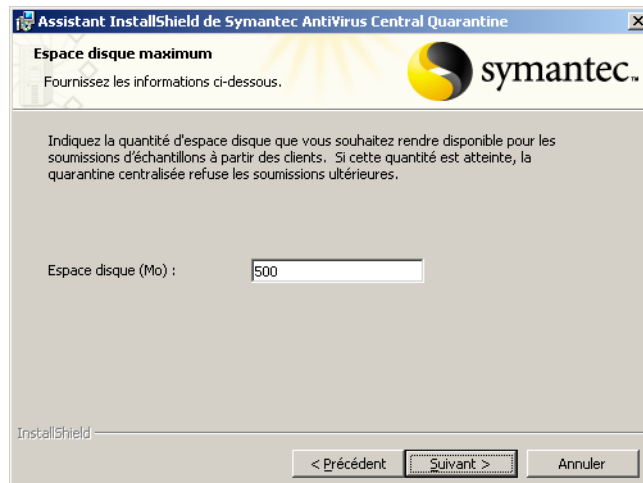 Assistant InstallShield de Symantec AntiVirus Central Quarantine
Espace disque maximum
Fournissez les informations ci-dessous.
symantec™
Indiquez la quantité d'espace disque que vous souhaitez rendre disponible pour les
soumissions d'échantillons à partir des clients. Si cette quantité est atteinte, la
quarantine centralisée refuse les soumissions ultérieures.
Espace disque (Mo) :
500
InstallShield
< Précédent
Suivant >
Annuler